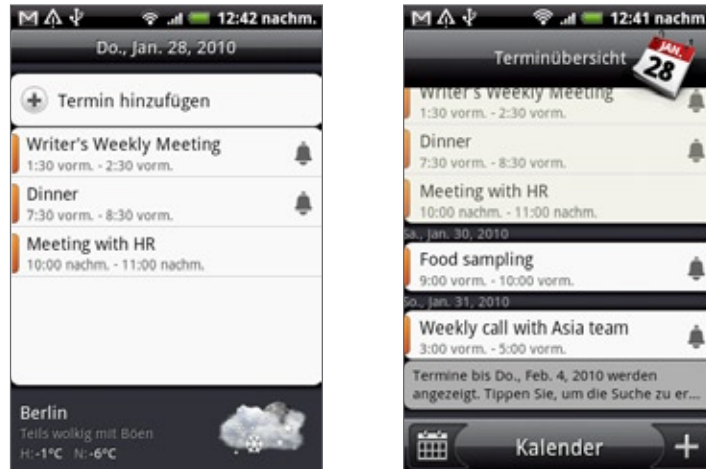 12:42 nachm.
Do., Jan. 28, 2010
Termin hinzufügen
Writer's Weekly Meeting
1:30 vorm. - 2:30 vorm.
Dinner
7:30 vorm. - 8:30 vorm.
Meeting with HR
10:00 nachm. - 11:00 nachm.
Berlin
Teils wolkig mit Böen
H:-1°C N:-6°C
12:41 nachm
Terminübersicht
JAN.
28
Writer's Weekly Meeting
1:30 vorm. - 2:30 vorm.
Dinner
7:30 vorm. - 8:30 vorm.
Meeting with HR
10:00 nachm. - 11:00 nachm.
Sa., Jan. 30, 2010
Food sampling
9:00 vorm. - 10:00 vorm.
So., Jan. 31, 2010
Weekly call with Asia team
3:00 vorm. - 5:00 vorm.
Termine bis Do., Feb. 4, 2010 werden
angezeigt. Tippen Sie, um die Suche zu er...
Kalender